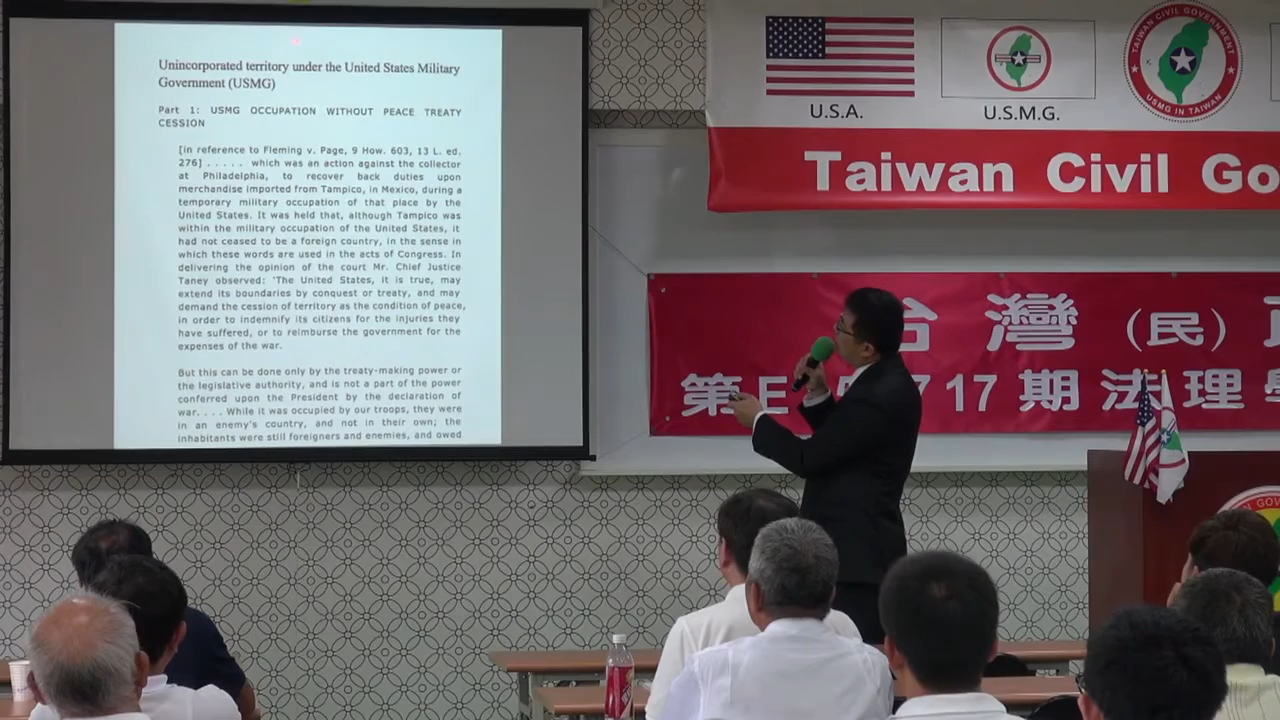 Unincorporated territory under the United States Military
Government (USMG)
Part 1: USMG OCCUPATION WITHOUT PEACE TREATY
CESSION
[in reference to Fleming v. Page, 9 How. 603, 13 L. ed.
276] . . . . . which was an action against the collector
at Philadelphia, to recover back duties upon
merchandise imported from Tampico, in Mexico, during a
temporary military occupation of that place by the
United States. It was held that, although Tampico was
within the military occupation of the United States, it
had not ceased to be a foreign country, in the sense in
which these words are used in the acts of Congress. In
delivering the opinion of the court Mr. Chief Justice
Taney observed: 'The United States, it is true, may
extend its boundaries by conquest or treaty, and may
demand the cession of territory as the condition of peace,
in order to indemnify its citizens for the injuries they
have suffered, or to reimburse the government for the
expenses of the war.
But this can be done only by the treaty-making power or
the legislative authority, and is not a part of the power
conferred upon the President by the declaration of
war. . . . While it was occupied by our troops, they were
in an enemy's country, and not in their own; the
inhabitants were still foreigners and enemies, and owed
U.S.A.
U.S.M.G.
TAIWAN CIVIL GOVERNMENT
USMG IN TAIWAN
Taiwan Civil Go
台灣(民)政
第E 17期法理學